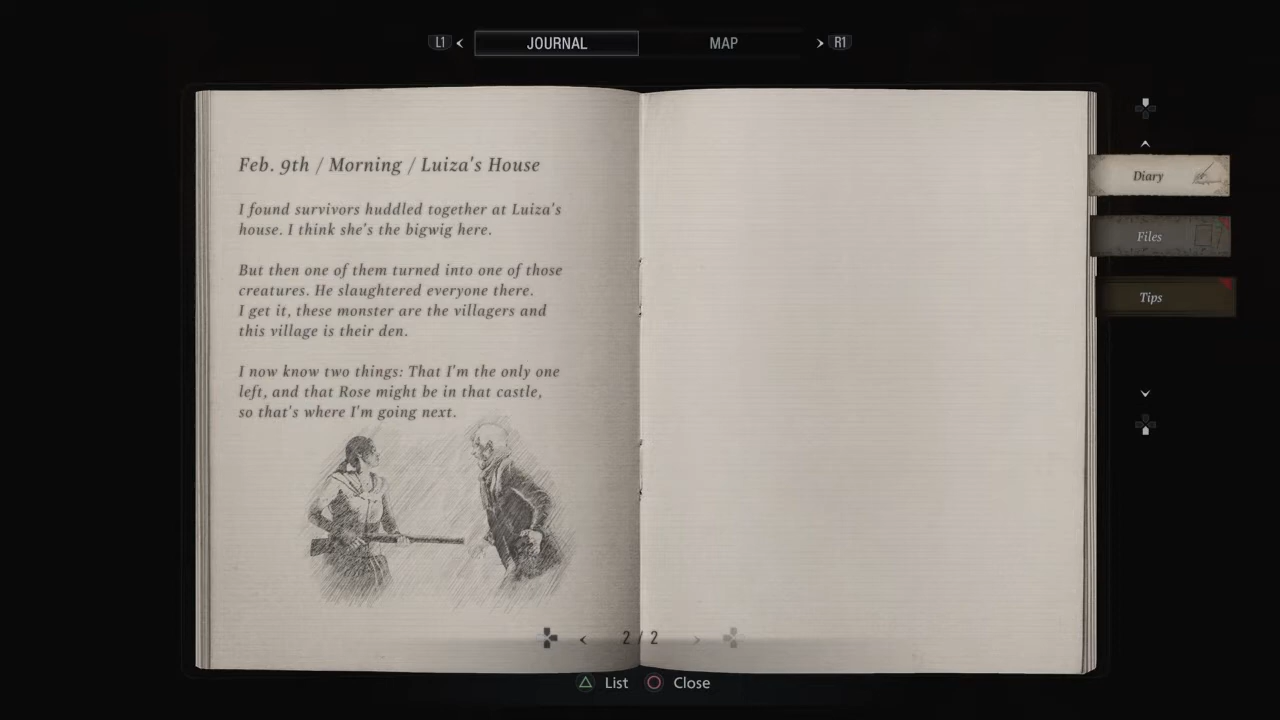 L1
JOURNAL
MAP
R1
Feb. 9th / Morning / Luiza's House
I found survivors huddled together at Luiza's
house. I think she's the bigwig here.
But then one of them turned into one of those
creatures. He slaughtered everyone there.
I get it, these monster are the villagers and
this village is their den.
I now know two things: That I'm the only one
left, and that Rose might be in that castle,
so that's where I'm going next.
Diary
Files
Tips
2 / 2
List
Close